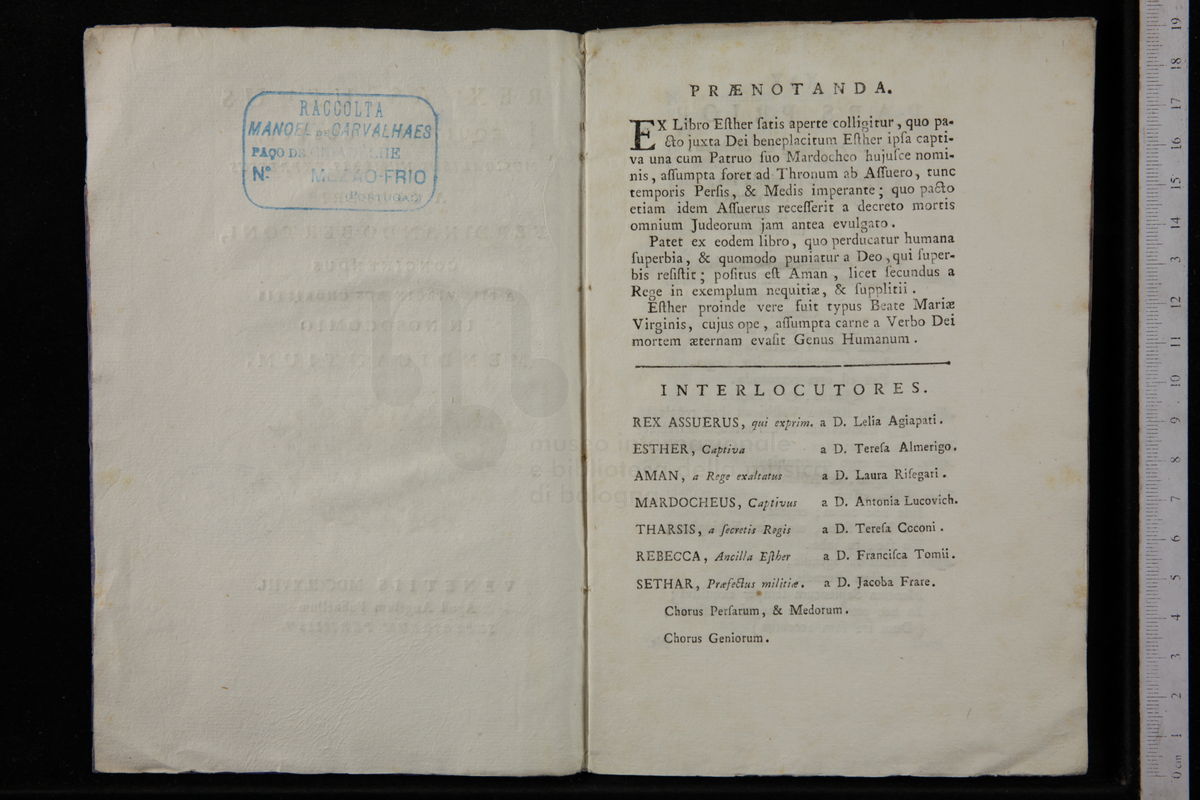 RACCOLTA
MANOEL DE CARVALHAES
PAÇO DE
Nº
(PORTUGAL)
PRÆNOTANDA.
EX Libro Eſther ſatis aperte colligitur, quo pa-
cto juxta Dei beneplacitum Eſther ipſa capti-
va una cum Patruo ſuo Mardocheo hujuſce nomi-
nis, aſſumpta foret ad Thronum ab Aſſuero, tunc
temporis Perſis, & Medis imperante; quo pacto
etiam idem Aſſuerus receſſerit a decreto mortis
omnium Judeorum jam antea evulgato.
Patet ex eodem libro, quo perducatur humana
ſuperbia, & quomodo puniatur a Deo, qui ſuper-
bis reſiſtit; poſitus eſt Aman, licet ſecundus a
Rege in exemplum nequitiæ, & ſupplitii.
Eſther proinde vere fuit typus Beate Mariæ
Virginis, cujus ope, aſſumpta carne a Verbo Dei
mortem æternam evaſit Genus Humanum.
INTERLOCUTORES.
REX ASSUERUS, qui exprim. a D. Lelia Agiapati.
ESTHER, Captiva a D. Tereſa Almerigo.
AMAN, a Rege exaltatus a D. Laura Riſegari.
MARDOCHEUS, Captivus a D. Antonia Lucovich.
THARSIS, a ſecretis Regis a D. Tereſa Ccconi.
REBECCA, Ancilla Eſther a D. Franciſca Tomii.
SETHAR, Præfectus militiæ. a D. Jacoba Frare.
Chorus Perſarum, & Medorum.
Chorus Geniorum.